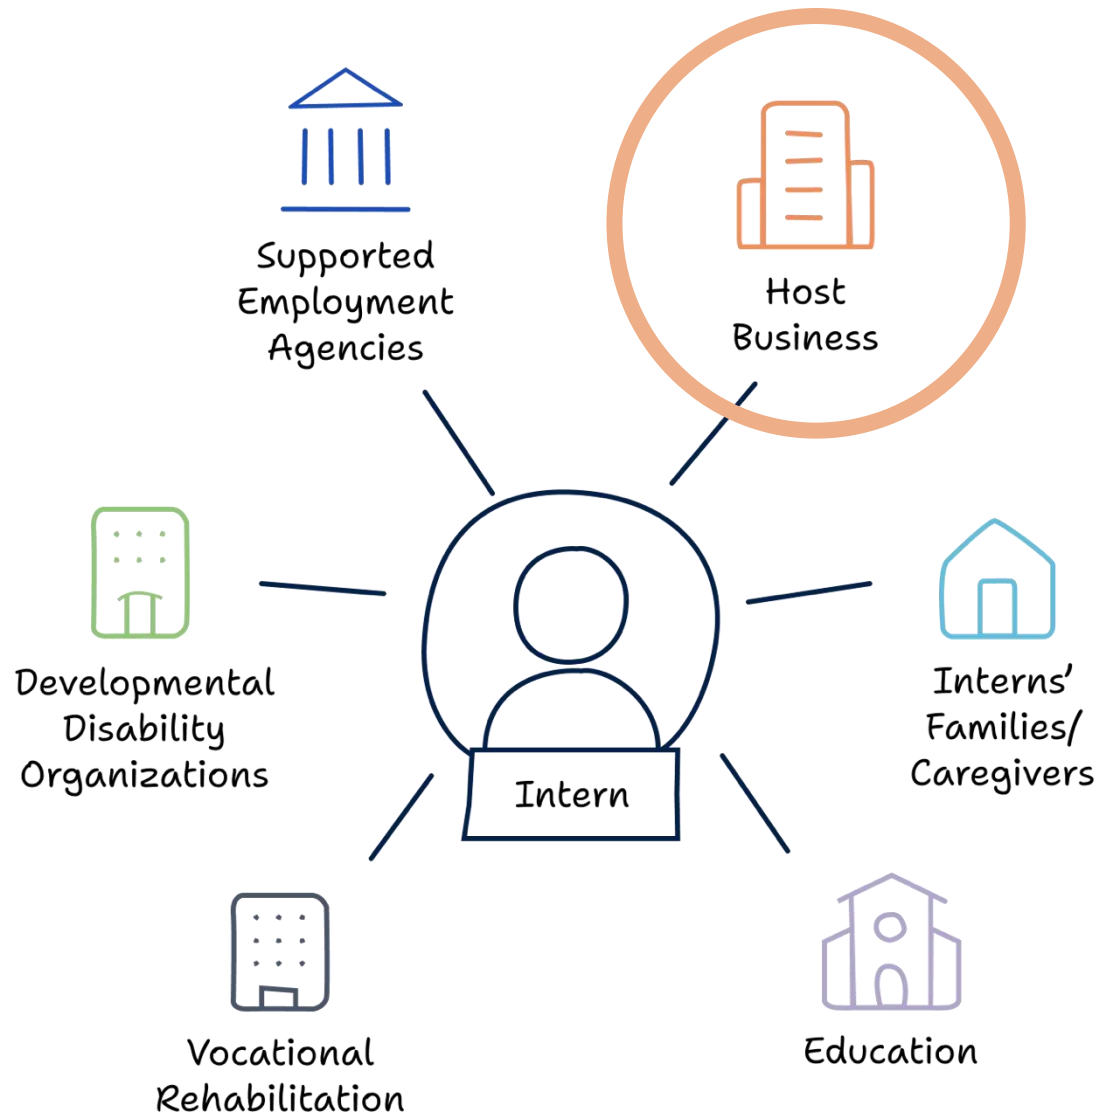 Supported
Employment
Agencies
Host
Business
Developmental
Disability
Organizations
Interns'
Families/
Caregivers
Intern
Vocational
Rehabilitation
Education